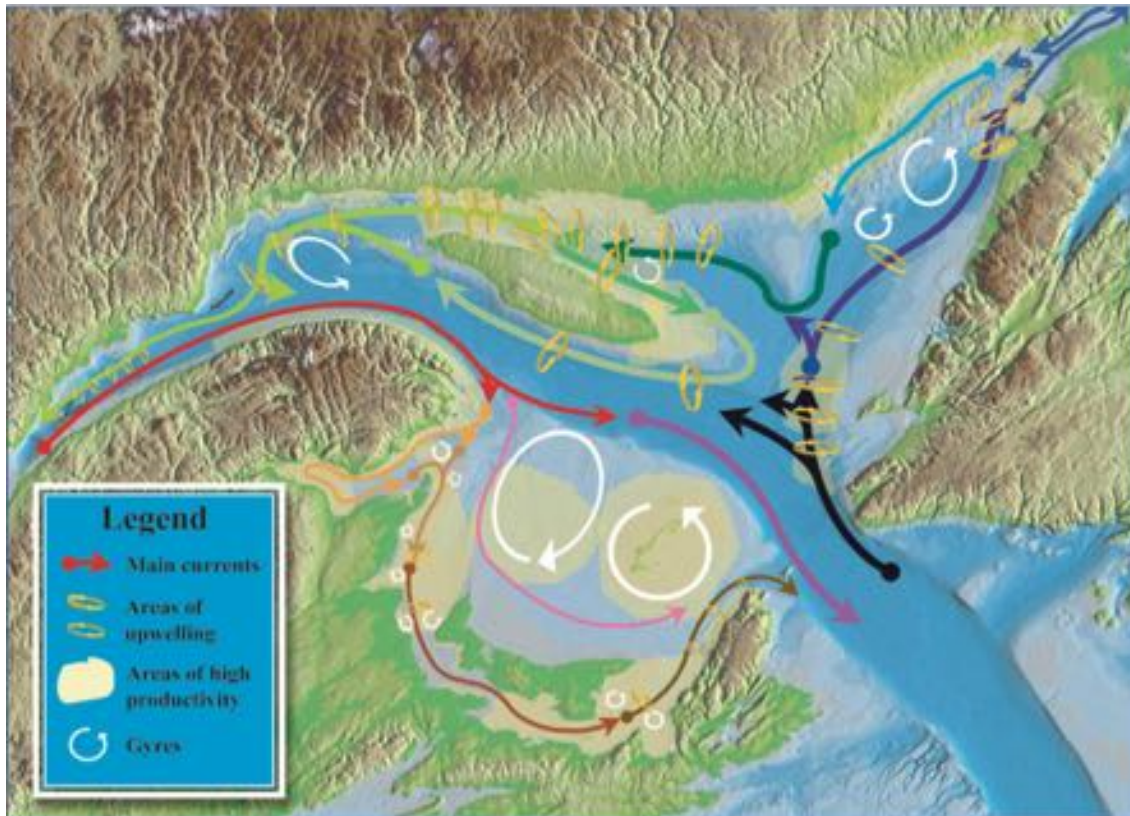 Legend
Main currents
Areas of
upwelling
Areas of high
productivity
Gyres